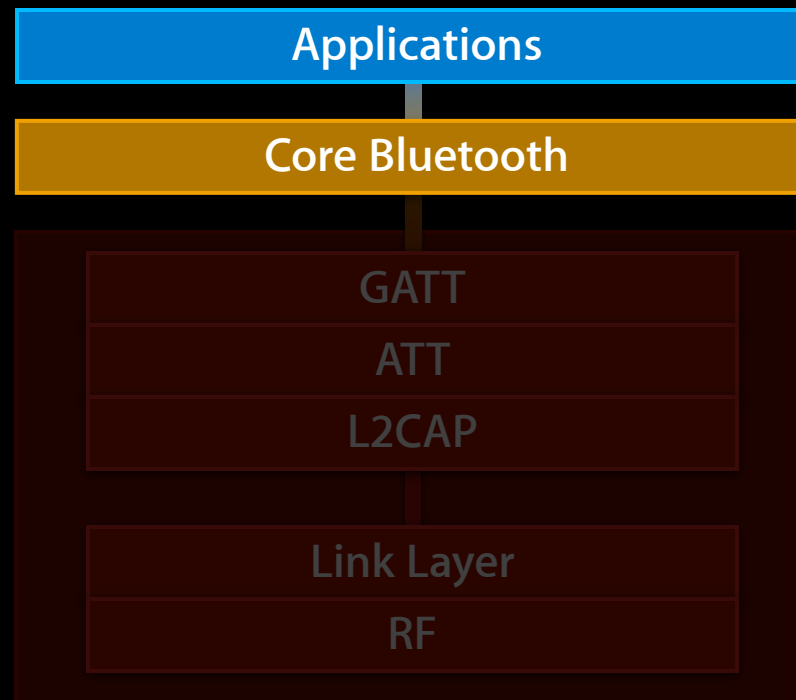 Applications
Core Bluetooth
GATT
ATT
L2CAP
Link Layer
RF